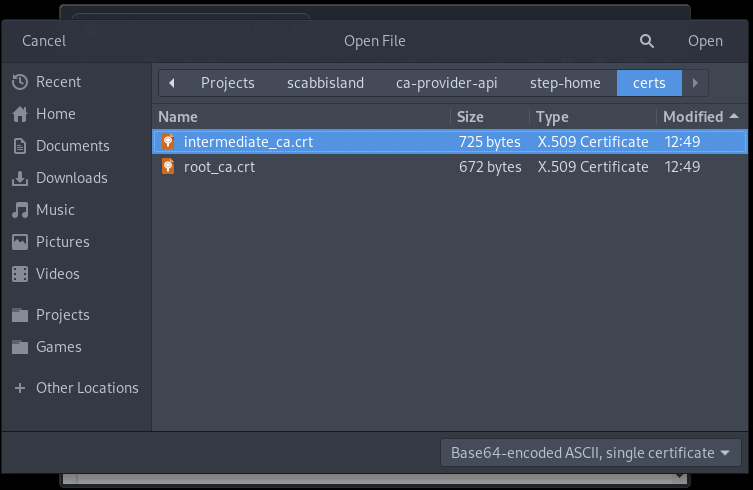 Cancel Open File Open
Recent
Home
Documents
Downloads
Music
Pictures
Videos
Projects
Games
Other Locations
Projects scabbisland ca-provider-api step-home certs
Name Size Type Modified
intermediate_ca.crt 725 bytes X.509 Certificate 12:49
root_ca.crt 672 bytes X.509 Certificate 12:49
Base64-encoded ASCII, single certificate